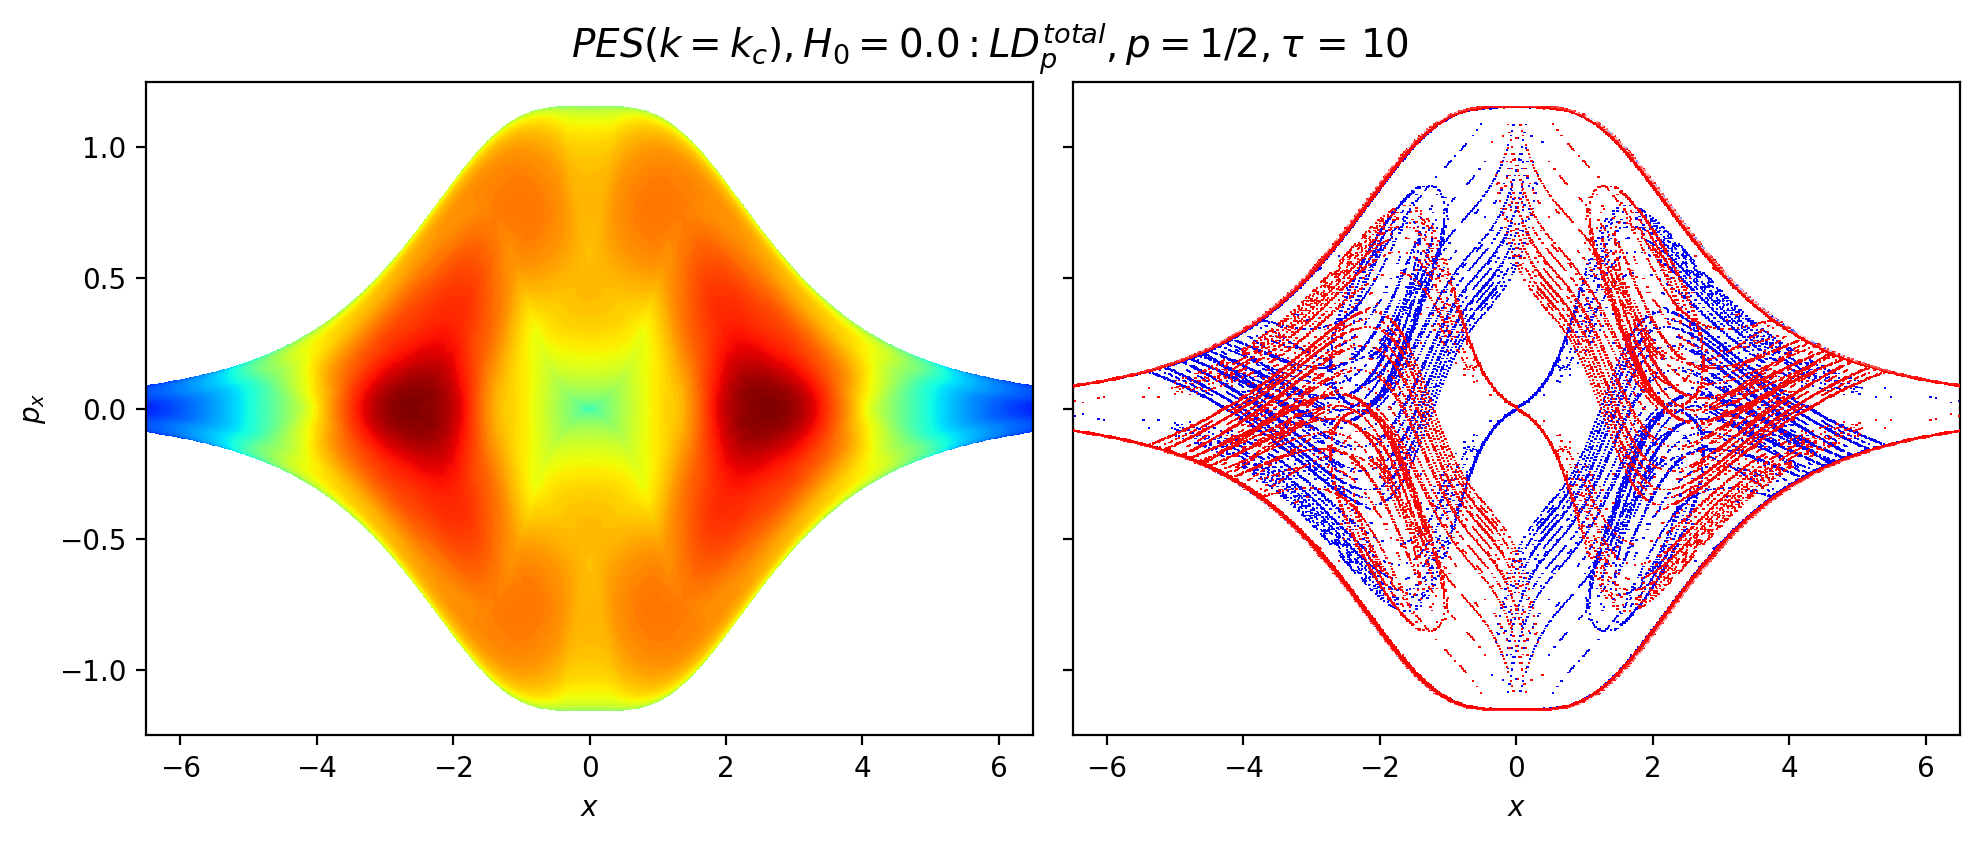 PES(k = k_c), H_0 = 0.0 : LD_p^{total}, p = 1/2, τ = 10
1.0
0.5
0.0
−0.5
−1.0
p_x
−6 −4 −2 0 2 4 6 −6 −4 −2 0 2 4 6
x x